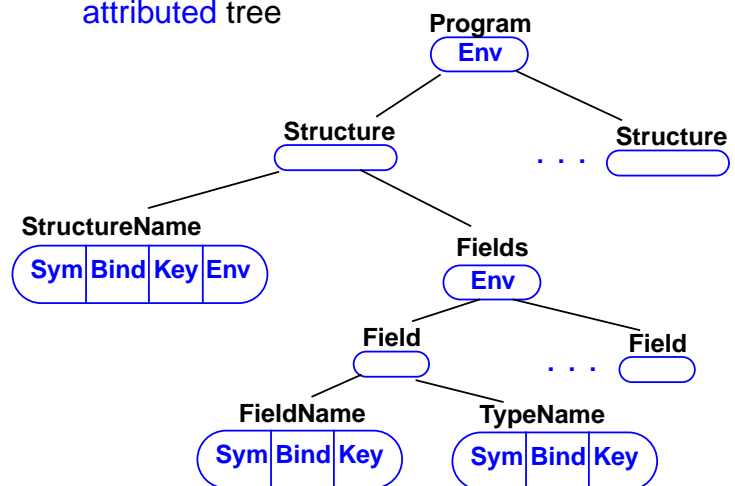 attributed tree
Program
Env
Structure
Structure
. . .
StructureName
Sym Bind Key Env
Fields
Env
Field
Field
. . .
FieldName
TypeName
Sym Bind Key
Sym Bind Key